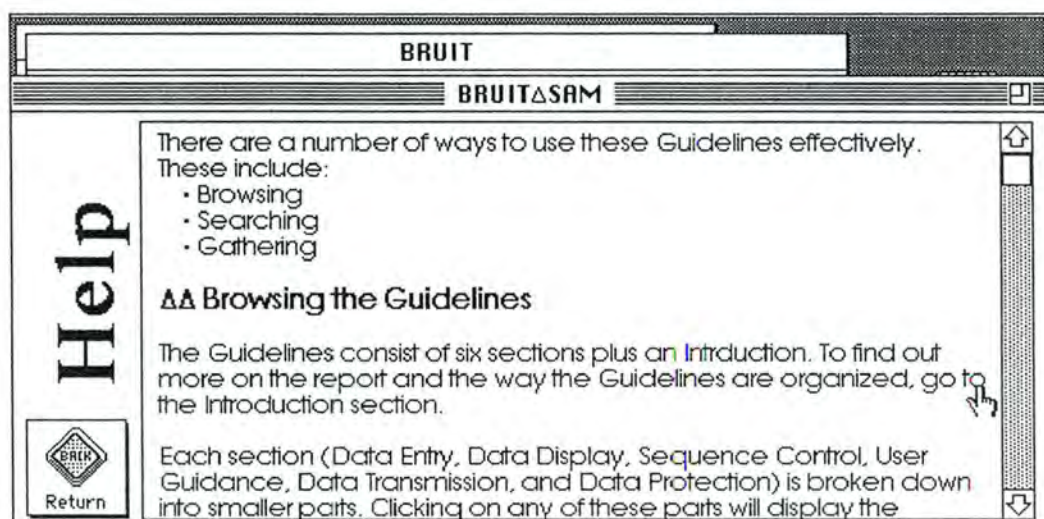 BRUIT
BRUIT∆SAM
Help
There are a number of ways to use these Guidelines effectively.
These include:
· Browsing
· Searching
· Gathering
∆∆ Browsing the Guidelines
The Guidelines consist of six sections plus an Intrduction. To find out
more on the report and the way the Guidelines are organized, go to
the Introduction section.
Each section (Data Entry, Data Display, Sequence Control, User
Guidance, Data Transmission, and Data Protection) is broken down
into smaller parts. Clicking on any of these parts will display the
BACK
Return